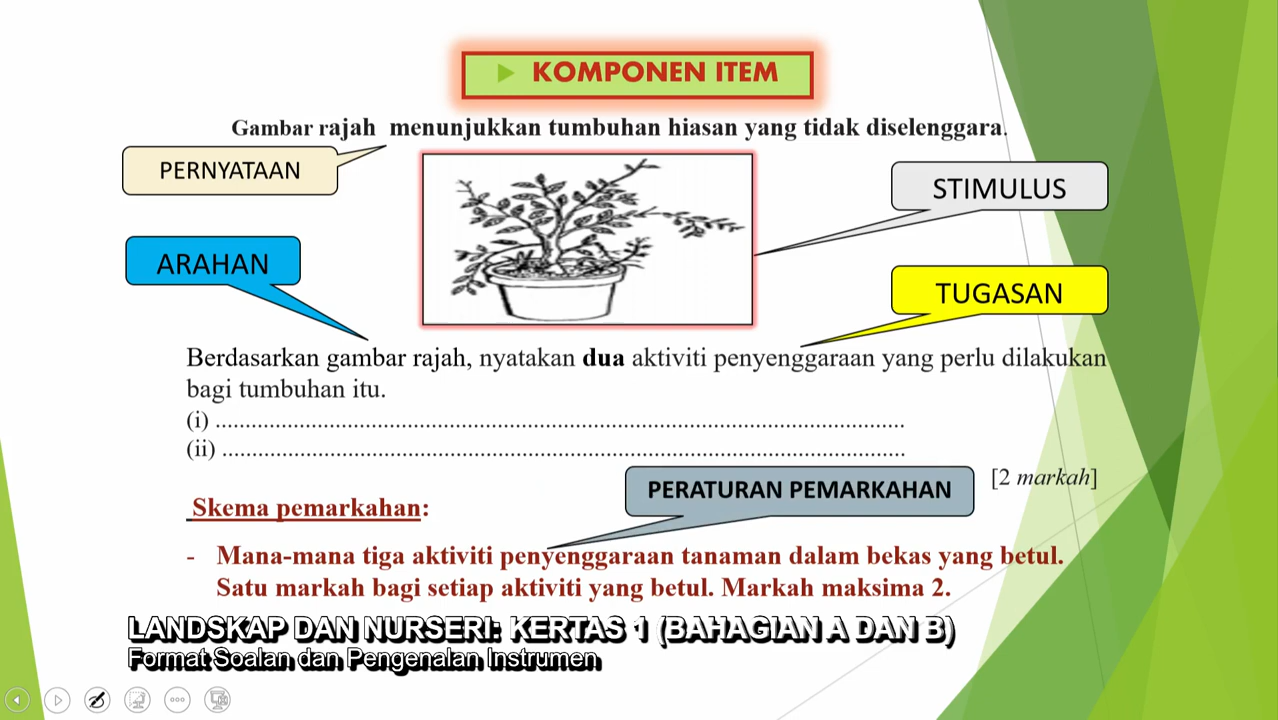 KOMPONEN ITEM
Gambar rajah menunjukkan tumbuhan hiasan yang tidak diselenggara.
PERNYATAAN
STIMULUS
ARAHAN
TUGASAN
Berdasarkan gambar rajah, nyatakan dua aktiviti penyenggaraan yang perlu dilakukan
bagi tumbuhan itu.
(i) ....................................................................................................................
(ii) ...................................................................................................................
[2 markah]
PERATURAN PEMARKAHAN
Skema pemarkahan:
- Mana-mana tiga aktiviti penyenggaraan tanaman dalam bekas yang betul.
Satu markah bagi setiap aktiviti yang betul. Markah maksima 2.
LANDSKAP DAN NURSERI: KERTAS 1 (BAHAGIAN A DAN B)
Format Soalan dan Pengenalan Instrumen